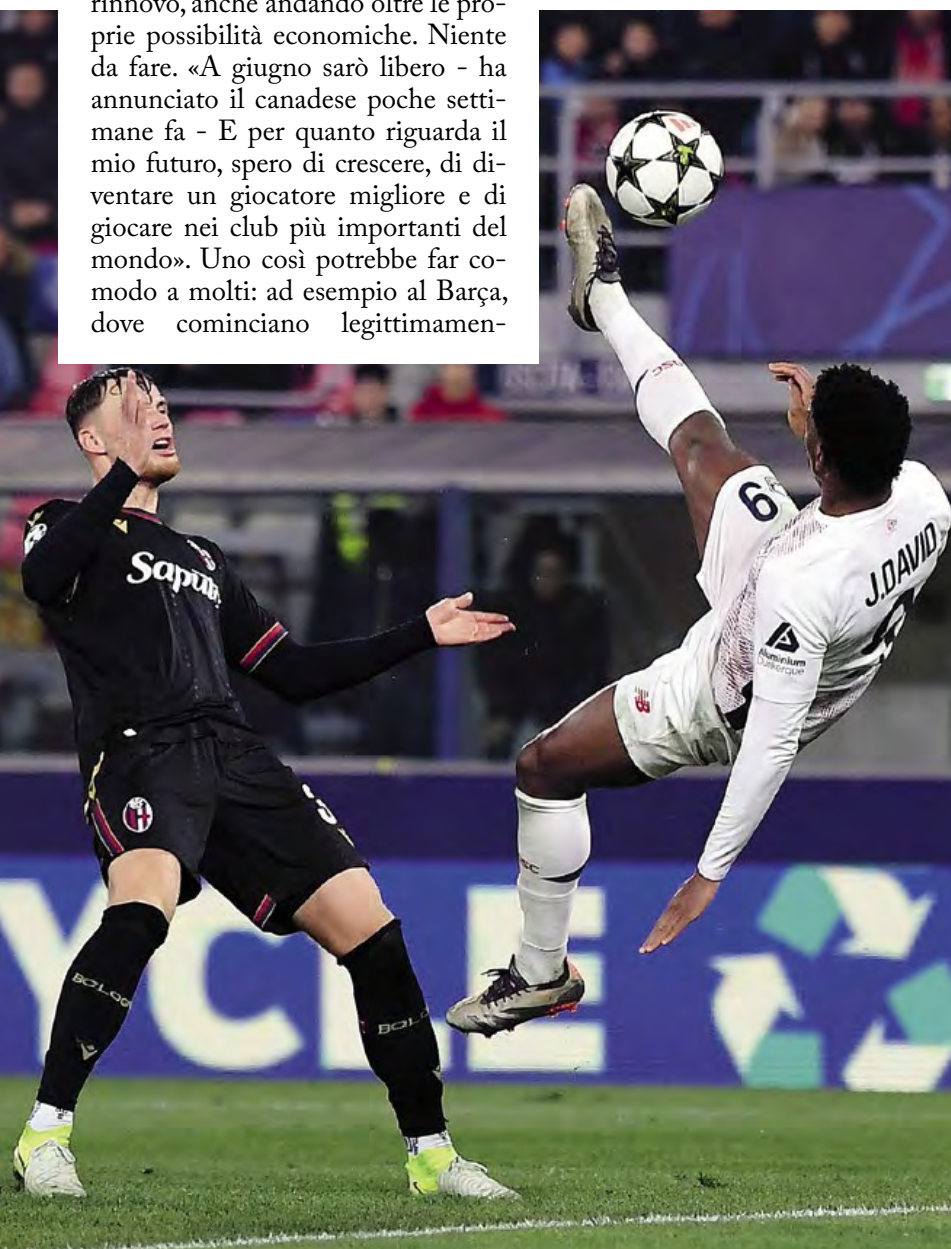 rinnovo, anche andando oltre le pro-
prie possibilità economiche. Niente
da fare. «A giugno sarò libero - ha
annunciato il canadese poche setti-
mane fa - E per quanto riguarda il
mio futuro, spero di crescere, di di-
ventare un giocatore migliore e di
giocare nei club più importanti del
mondo». Uno così potrebbe far co-
modo a molti: ad esempio al Barça,
dove cominciano legittimamen-
9
J.DAVID
Aluminium
Dunkerque
YCLE